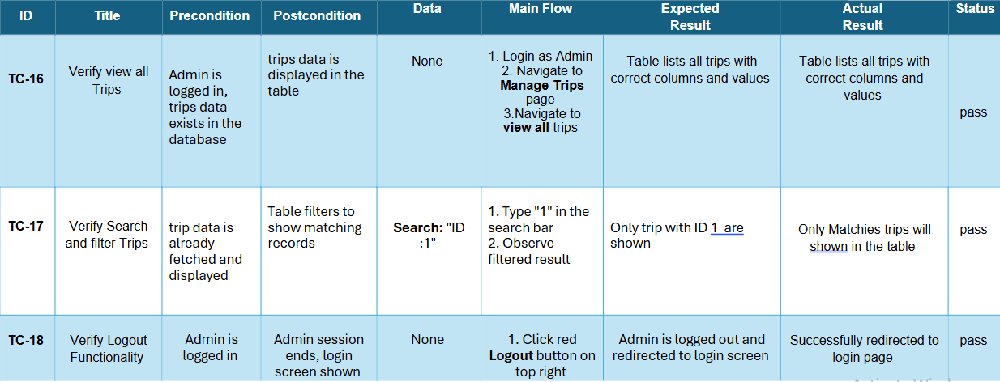 ID
Title
Precondition
Postcondition
Data
Main Flow
Expected
Result
Actual
Result
Status
TC-16
Verify view all
Trips
Admin is
logged in,
trips data
exists in the
database
trips data is
displayed in the
table
None
1. Login as Admin
2. Navigate to
Manage Trips
page
3.Navigate to
view all trips
Table lists all trips with
correct columns and values
Table lists all trips with
correct columns and
values
pass
TC-17
Verify Search
and filter Trips
trip data is
already
fetched and
displayed
Table filters to
show matching
records
Search: "ID
:1"
1. Type "1" in the
search bar
2. Observe
filtered result
Only trip with ID 1 are
shown
Only Matchies trips will
shown in the table
pass
TC-18
Verify Logout
Functionality
Admin is
logged in
Admin session
ends, login
screen shown
None
1. Click red
Logout button on
top right
Admin is logged out and
redirected to login screen
Successfully redirected to
login page
pass